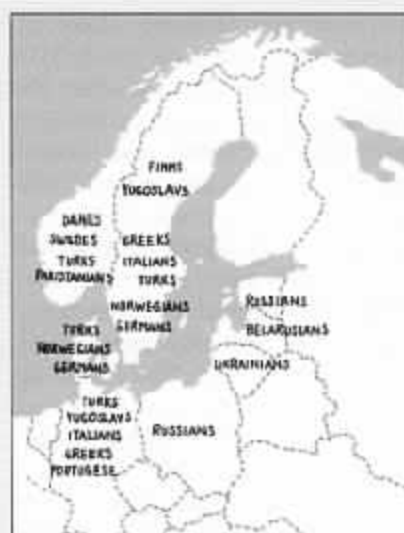 FINNS
YUGOSLAVS
DANES
SWEDES
TURKS
PAKISTANIANS
GREEKS
ITALIANS
TURKS
NORWEGIANS
GERMANS
TURKS
NORWEGIANS
GERMANS
RUSSIANS
BELARUSIANS
UKRAINIANS
TURKS
YUGOSLAVS
ITALIANS
GREEKS
PORTUGESE
RUSSIANS